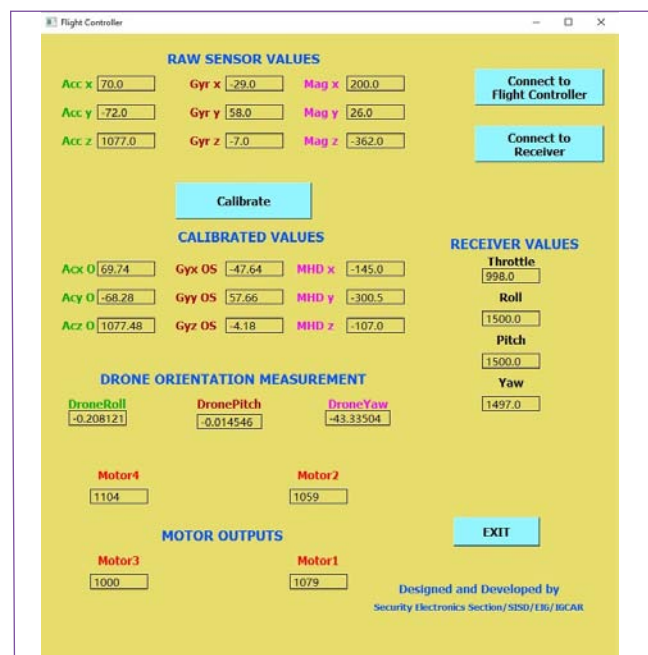 Flight Controller
RAW SENSOR VALUES
Acc x 70.0 Gyr x -29.0 Mag x 200.0
Acc y -72.0 Gyr y 58.0 Mag y 26.0
Acc z 1077.0 Gyr z -7.0 Mag z -362.0
Connect to
Flight Controller
Connect to
Receiver
Calibrate
CALIBRATED VALUES
Acx O 69.74 Gyx OS -47.64 MHD x -145.0
Acy O -68.28 Gyy OS 57.66 MHD y -300.5
Acz O 1077.48 Gyz OS -4.18 MHD z -107.0
RECEIVER VALUES
Throttle
998.0
Roll
1500.0
Pitch
1500.0
Yaw
1497.0
DRONE ORIENTATION MEASUREMENT
DroneRoll DronePitch DroneYaw
-0.208121 -0.014546 -43.33504
Motor4 Motor2
1104 1059
MOTOR OUTPUTS
Motor3 Motor1
1000 1079
EXIT
Designed and Developed by
Security Electronics Section/SISD/EIG/IGCAR